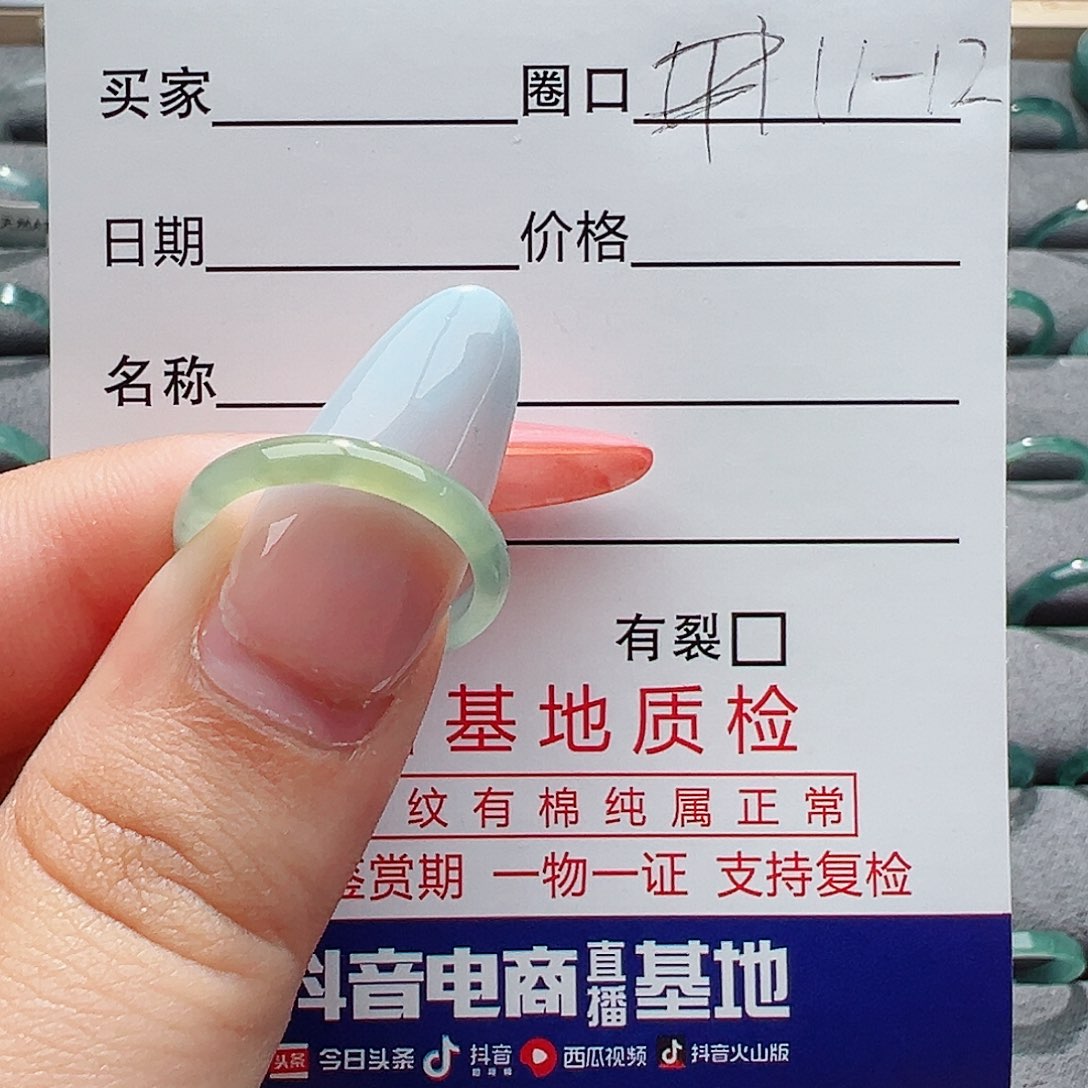 买家 圈口 11-12
日期 价格
名称
有裂
基地质检
纹有棉纯属正常
鉴赏期 一物一证 支持复检
抖音电商直播基地
头条 今日头条 抖音 西瓜视频 抖音火山版